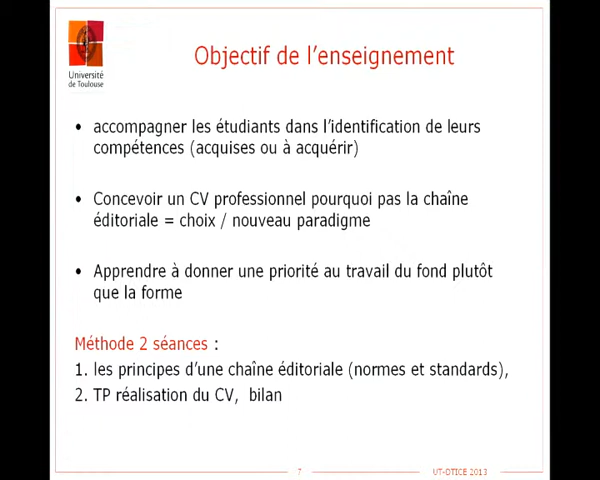 Université
de Toulouse
Objectif de l'enseignement
• accompagner les étudiants dans l'identification de leurs
compétences (acquises ou à acquérir)
• Concevoir un CV professionnel pourquoi pas la chaîne
éditoriale = choix / nouveau paradigme
• Apprendre à donner une priorité au travail du fond plutôt
que la forme
Méthode 2 séances :
1. les principes d'une chaîne éditoriale (normes et standards),
2. TP réalisation du CV, bilan
7
UT-DTICE 2013